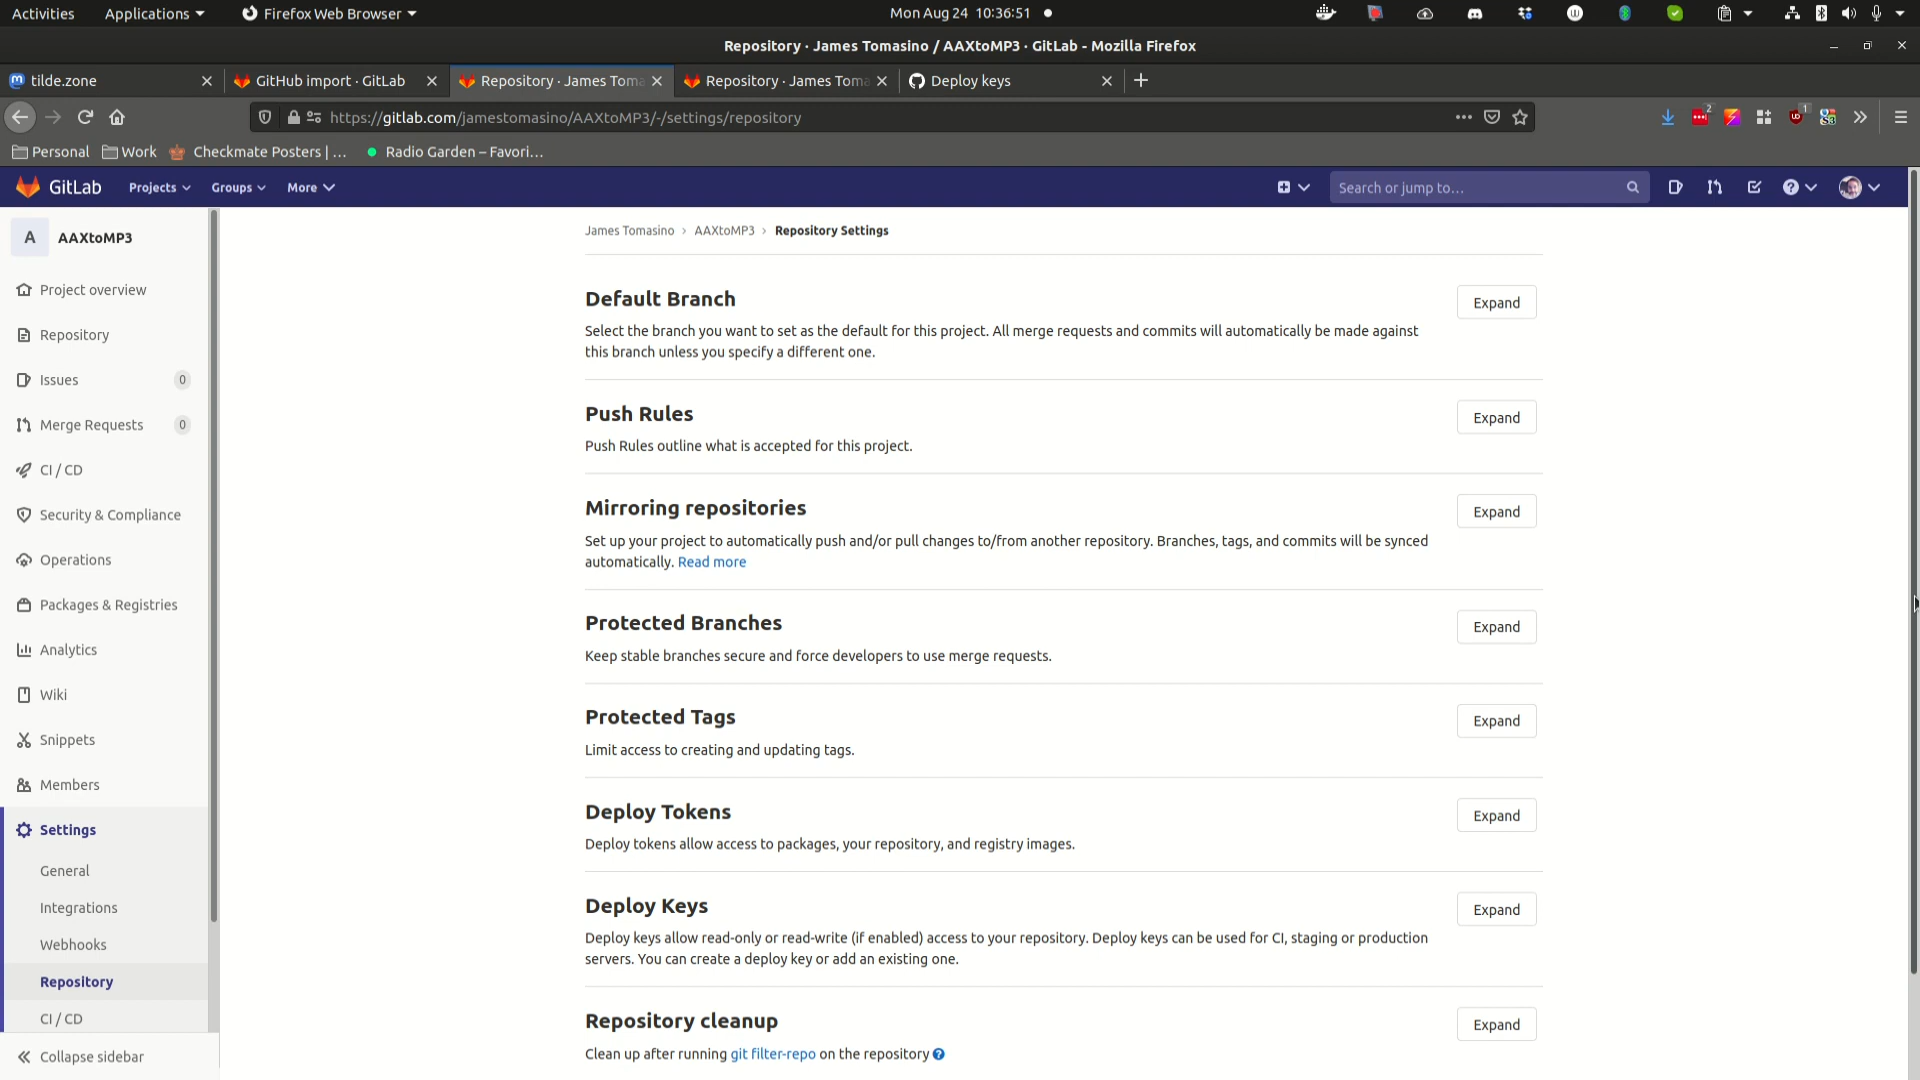 Activities Applications Firefox Web Browser Mon Aug 24 10:36:51
Repository · James Tomasino / AAXtoMP3 · GitLab - Mozilla Firefox
tilde.zone GitHub import · GitLab Repository · James Toma Repository · James Toma Deploy keys
https://gitlab.com/jamestomasino/AAXtoMP3/-/settings/repository 2 1
Personal Work Checkmate Posters | ... Radio Garden – Favori...
GitLab Projects Groups More Search or jump to...
A AAXtoMP3
Project overview
Repository
Issues 0
Merge Requests 0
CI / CD
Security & Compliance
Operations
Packages & Registries
Analytics
Wiki
Snippets
Members
Settings
General
Integrations
Webhooks
Repository
CI / CD
Collapse sidebar
James Tomasino › AAXtoMP3 › Repository Settings
Default Branch
Expand
Select the branch you want to set as the default for this project. All merge requests and commits will automatically be made against
this branch unless you specify a different one.
Push Rules
Expand
Push Rules outline what is accepted for this project.
Mirroring repositories
Expand
Set up your project to automatically push and/or pull changes to/from another repository. Branches, tags, and commits will be synced
automatically. Read more
Protected Branches
Expand
Keep stable branches secure and force developers to use merge requests.
Protected Tags
Expand
Limit access to creating and updating tags.
Deploy Tokens
Expand
Deploy tokens allow access to packages, your repository, and registry images.
Deploy Keys
Expand
Deploy keys allow read-only or read-write (if enabled) access to your repository. Deploy keys can be used for CI, staging or production
servers. You can create a deploy key or add an existing one.
Repository cleanup
Expand
Clean up after running git filter-repo on the repository